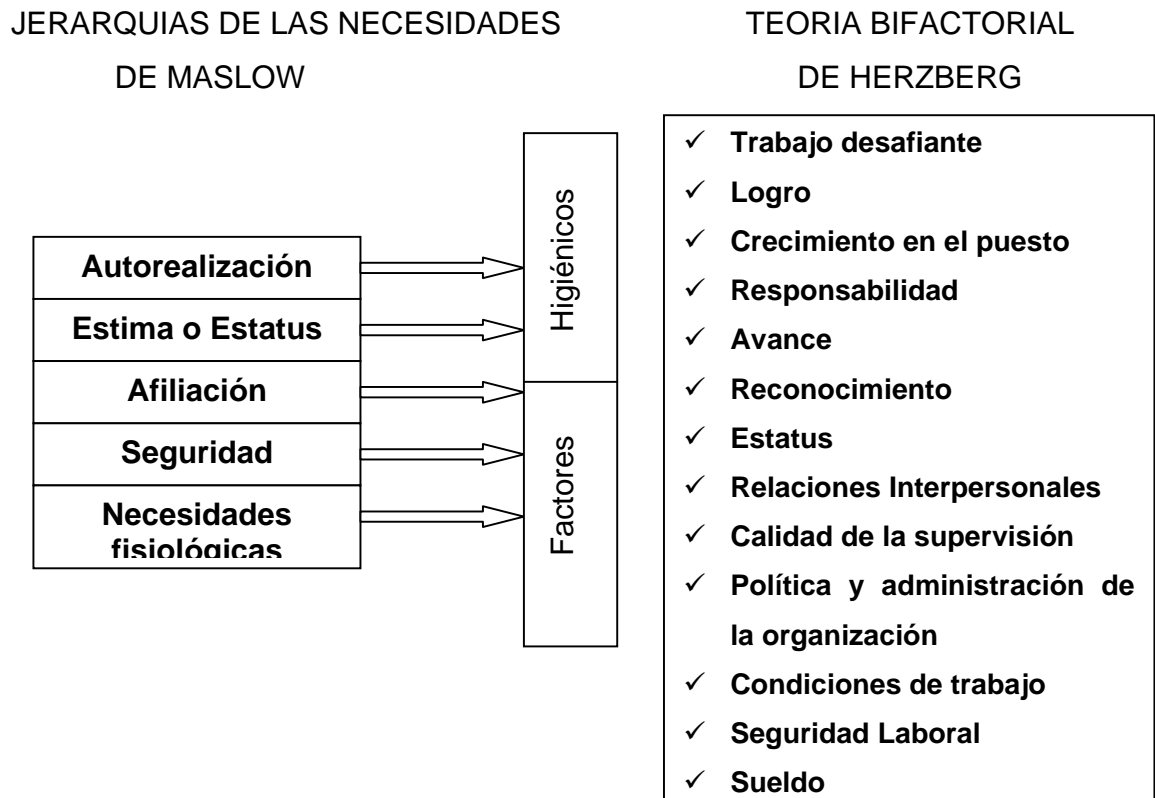 JERARQUIAS DE LAS NECESIDADES
DE MASLOW
TEORIA BIFACTORIAL
DE HERZBERG
Autorealización
Estima o Estatus
Afiliación
Seguridad
Necesidades
fisiológicas
Higiénicos
Factores
✓ Trabajo desafiante
✓ Logro
✓ Crecimiento en el puesto
✓ Responsabilidad
✓ Avance
✓ Reconocimiento
✓ Estatus
✓ Relaciones Interpersonales
✓ Calidad de la supervisión
✓ Política y administración de
la organización
✓ Condiciones de trabajo
✓ Seguridad Laboral
✓ Sueldo